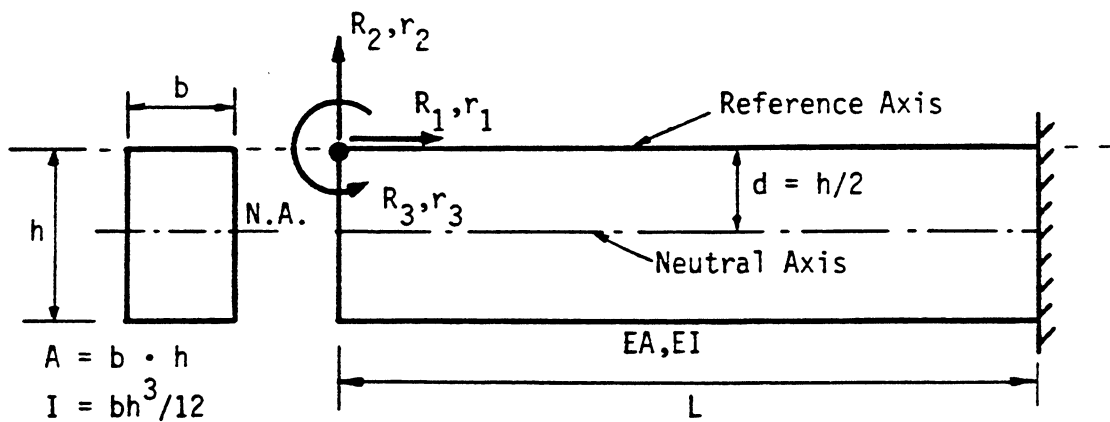 R₂,r₂
b
R₁,r₁
Reference Axis
h
N.A.
R₃,r₃
d = h/2
Neutral Axis
EA,EI
A = b · h
I = bh³/12
L